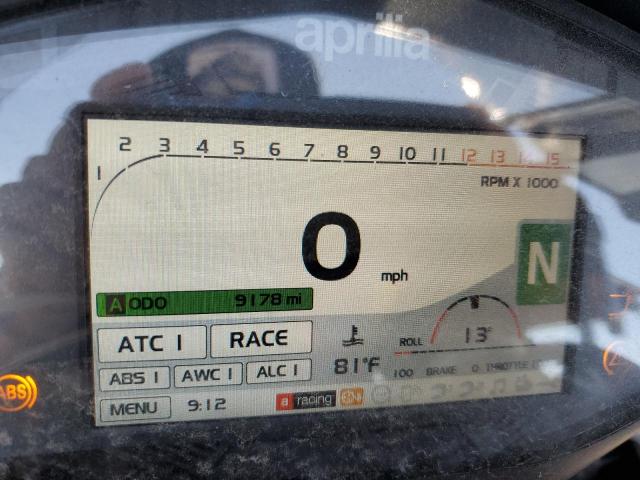 aprilia
1 2 3 4 5 6 7 8 9 10 11 12 13 14 15
RPM X 1000
0 mph
N
A ODO 9178 mi
ATC 1 RACE
ABS 1 AWC 1 ALC 1
81°F
ROLL 13°
100 BRAKE 0 THROTTLE
MENU 9:12
a racing
ABS